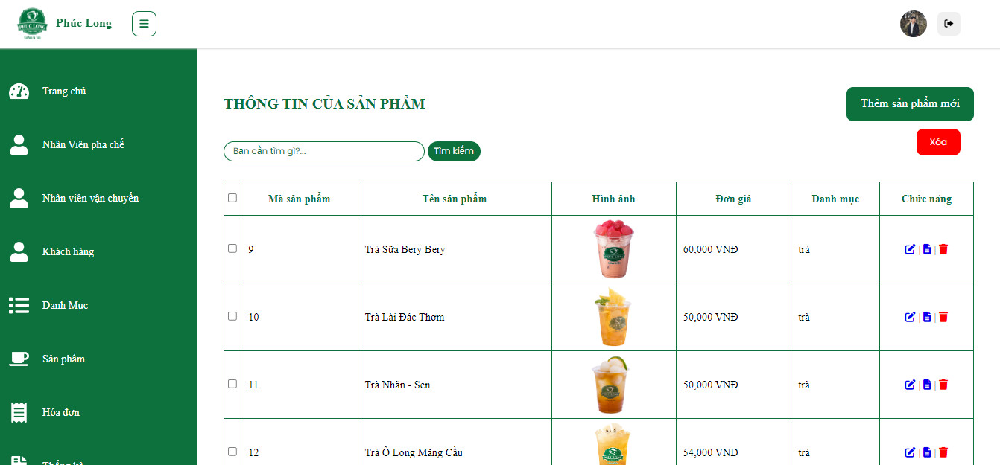 Phúc Long
Trang chủ
Nhân Viên pha chế
Nhân viên vận chuyển
Khách hàng
Danh Mục
Sản phẩm
Hóa đơn
THÔNG TIN CỦA SẢN PHẨM
Thêm sản phẩm mới
Bạn cần tìm gì?...
Tìm kiếm
Xóa
Mã sản phẩm Tên sản phẩm Hình ảnh Đơn giá Danh mục Chức năng
9 Trà Sữa Bery Bery 60,000 VNĐ trà | |
10 Trà Lài Đác Thơm 50,000 VNĐ trà | |
11 Trà Nhãn - Sen 50,000 VNĐ trà | |
12 Trà Ô Long Mãng Cầu 54,000 VNĐ trà | |